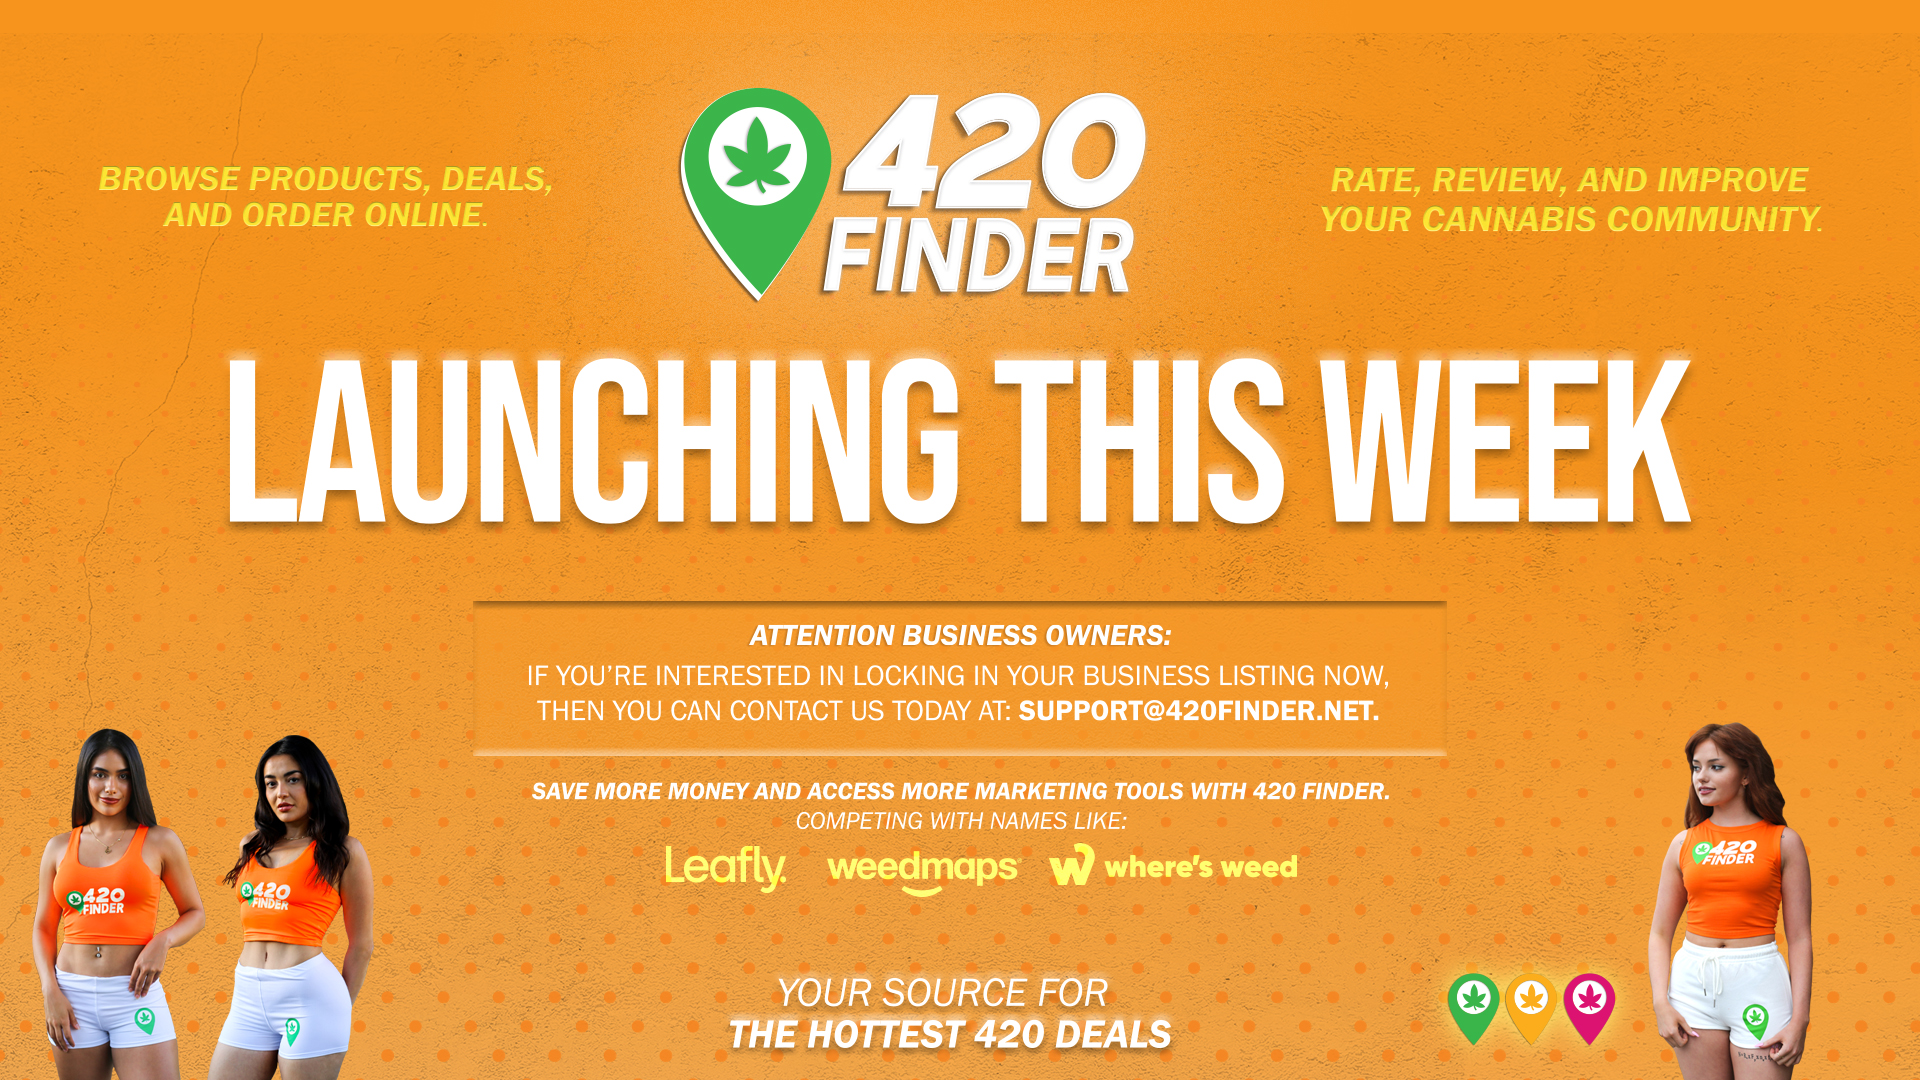 420
FINDER
BROWSE PRODUCTS, DEALS,
AND ORDER ONLINE.
RATE, REVIEW, AND IMPROVE
YOUR CANNABIS COMMUNITY.
LAUNCHING THIS WEEK
ATTENTION BUSINESS OWNERS:
IF YOU'RE INTERESTED IN LOCKING IN YOUR BUSINESS LISTING NOW,
THEN YOU CAN CONTACT US TODAY AT: SUPPORT@420FINDER.NET.
SAVE MORE MONEY AND ACCESS MORE MARKETING TOOLS WITH 420 FINDER.
COMPETING WITH NAMES LIKE:
Leafly. weedmaps where's weed
420
FINDER
420
FINDER
420
FINDER
YOUR SOURCE FOR
THE HOTTEST 420 DEALS